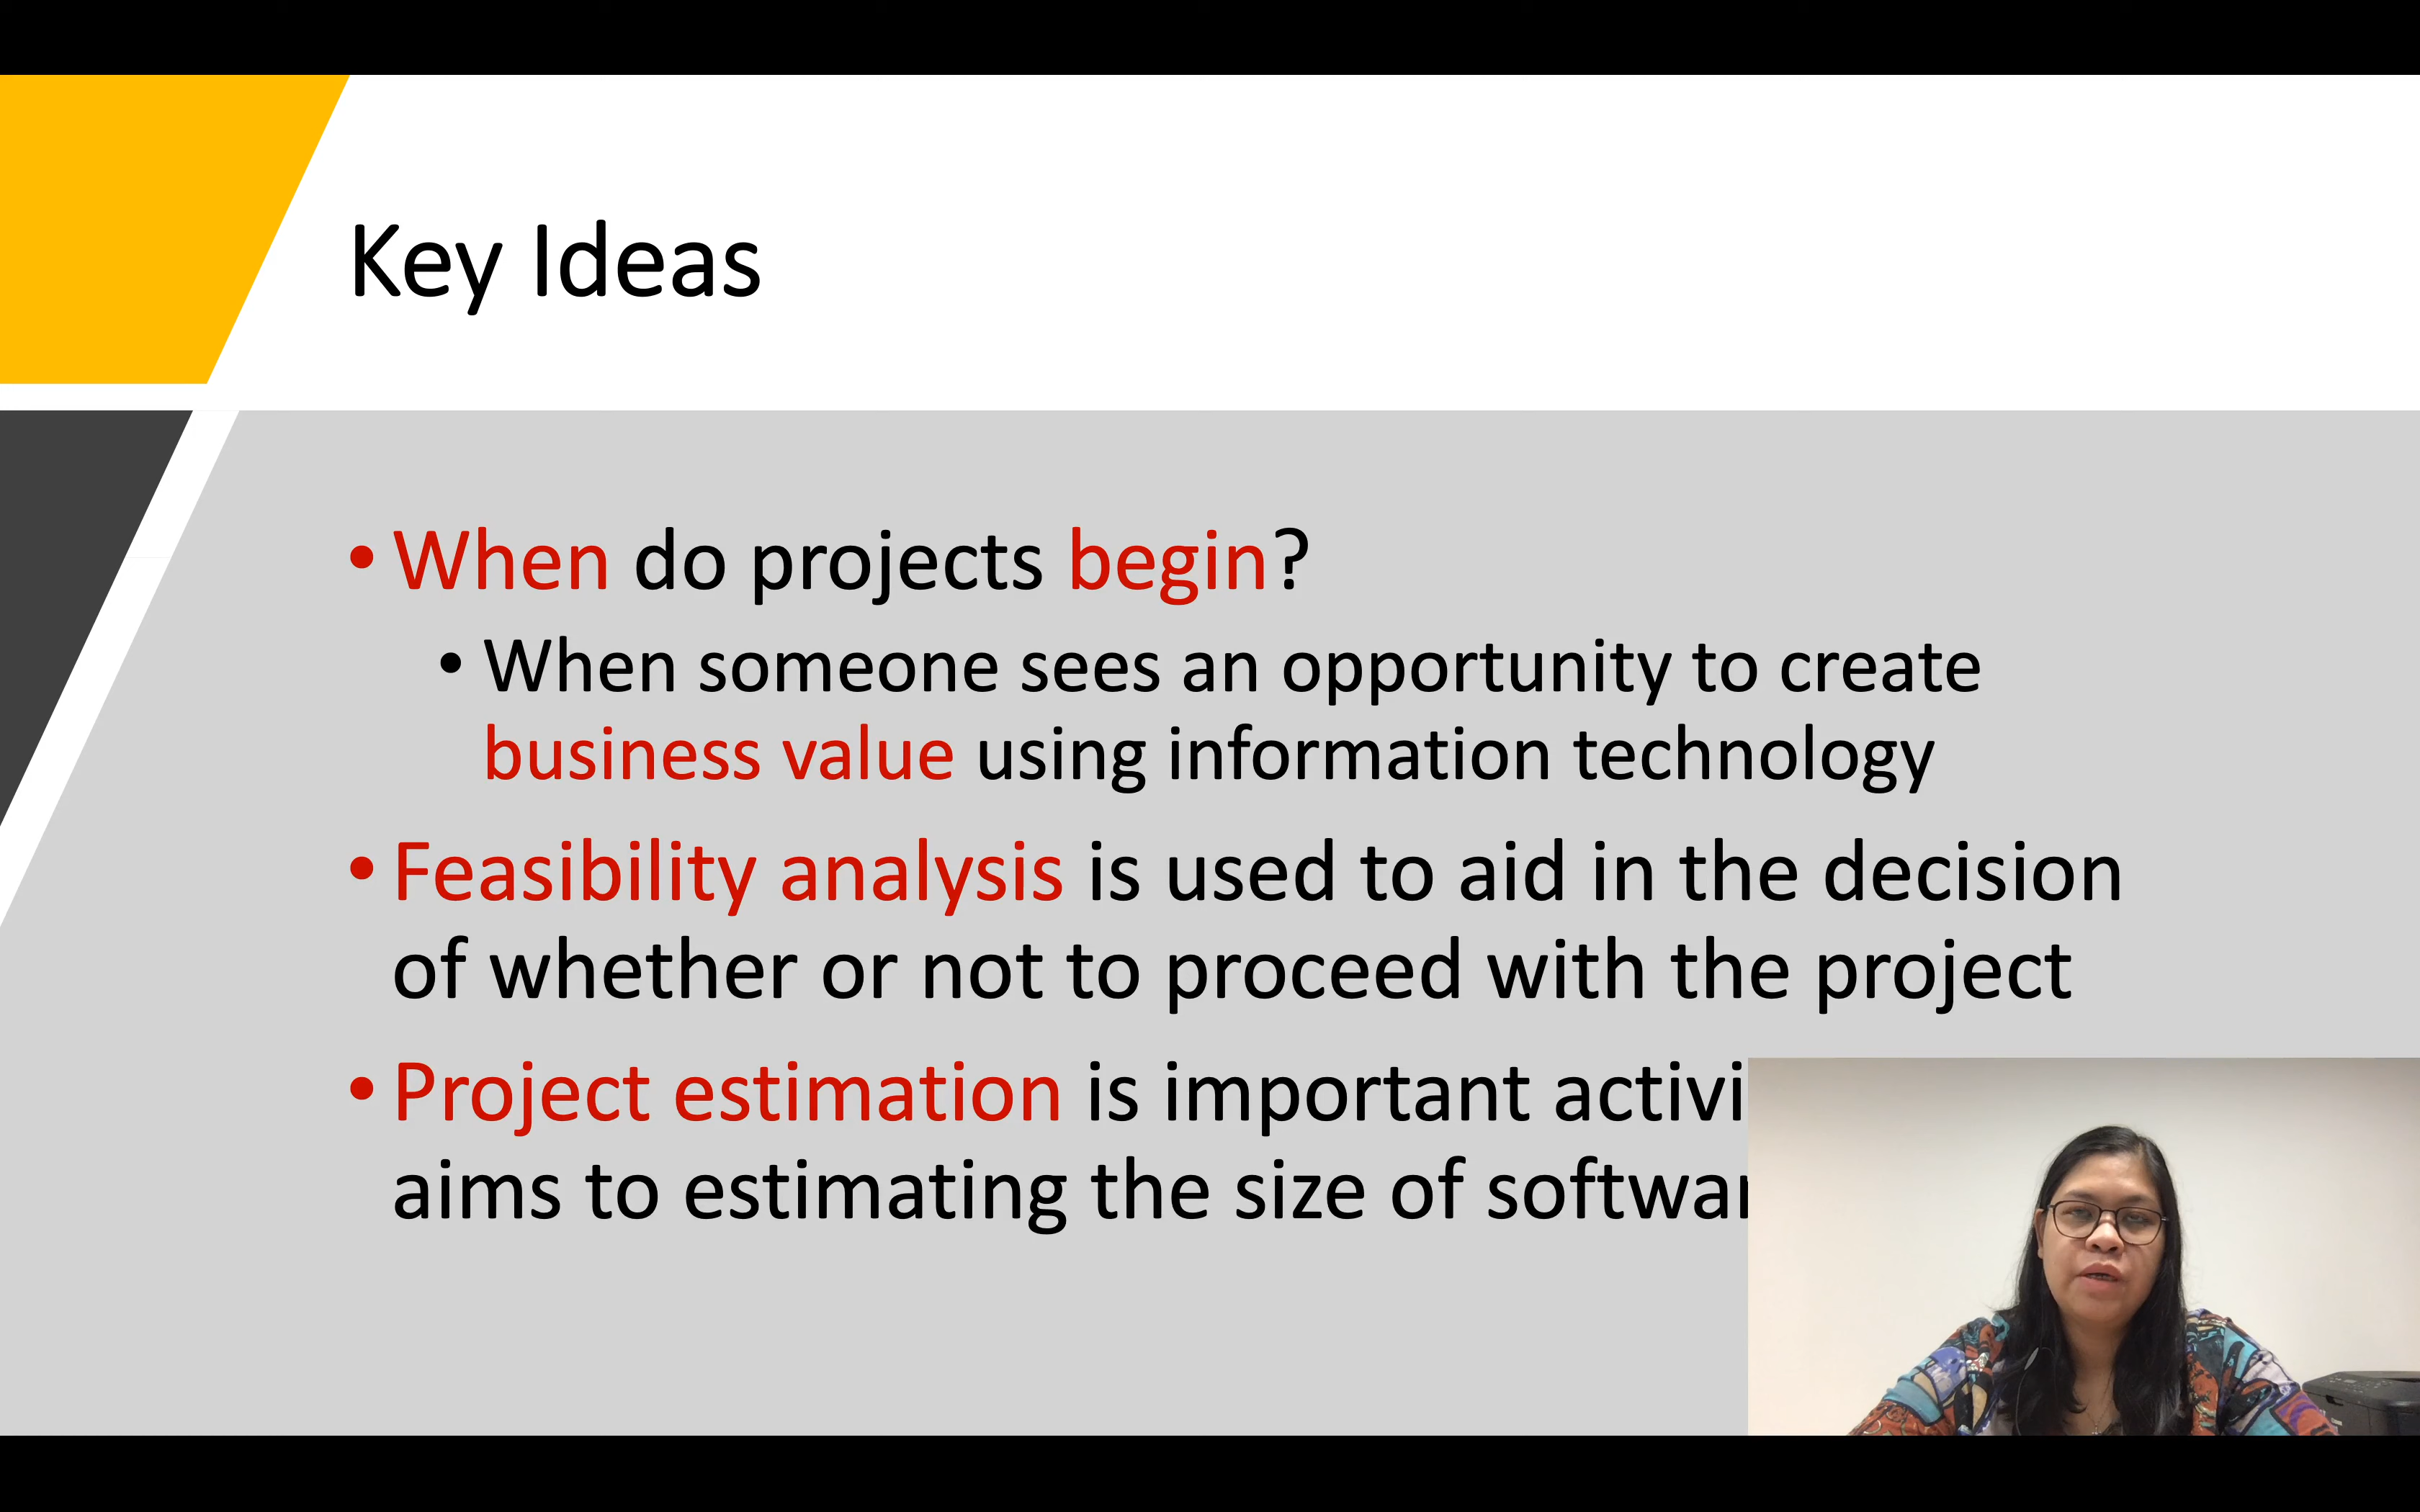 Key Ideas
• When do projects begin?
• When someone sees an opportunity to create
business value using information technology
• Feasibility analysis is used to aid in the decision
of whether or not to proceed with the project
• Project estimation is important
aims to estimating the size of